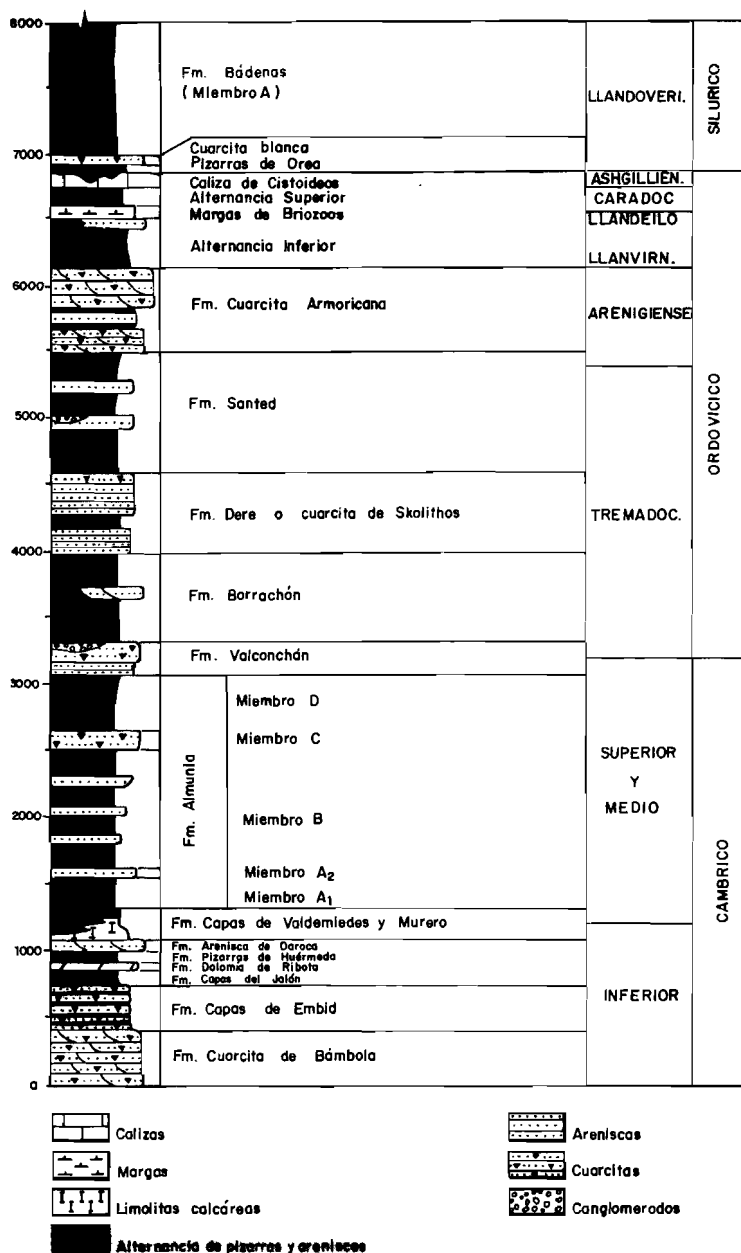 8000
Fm. Bádenas
(Miembro A)
LLANDOVERI.
SILURICO
7000
Cuarcita blanca
Pizarras de Orea
Caliza de Cistoideos
ASHGILLIEN.
Alternancia Superior
CARADOC
Margas de Briozoos
LLANDEILO
Alternancia Inferior
LLANVIRN.
6000
Fm. Cuarcita Armoricana
ARENIGIENSE
ORDOVICICO
Fm. Santed
5000
Fm. Dere o cuarcita de Skolithos
TREMADOC.
4000
Fm. Borrachón
Fm. Valconchán
3000
Fm. Almunia
Miembro D
Miembro C
SUPERIOR
Y
MEDIO
2000
Miembro B
Miembro A2
Miembro A1
CAMBRICO
Fm. Capas de Valdemiedes y Murero
1000
Fm. Arenisca de Daroca
Fm. Pizarras de Huérmeda
Fm. Dolomia de Ribota
Fm. Capas del Jalón
INFERIOR
Fm. Capas de Embid
Fm. Cuarcita de Bámbola
0
Calizas
Areniscas
Margas
Cuarcitas
Limolitas calcáreas
Canglomerodos
Alternancia de pizarras y areniscas